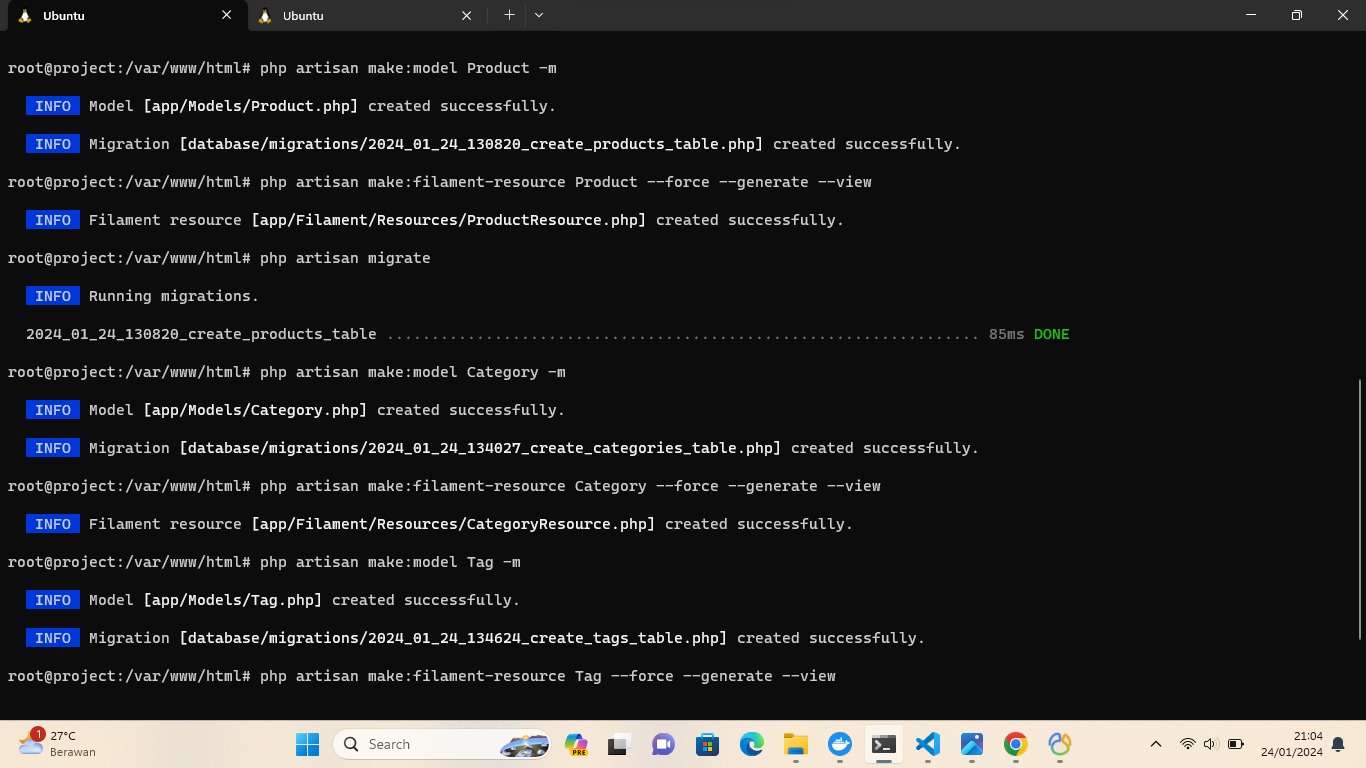 Ubuntu
Ubuntu
root@project:/var/www/html# php artisan make:model Product -m
INFO Model [app/Models/Product.php] created successfully.
INFO Migration [database/migrations/2024_01_24_130820_create_products_table.php] created successfully.
root@project:/var/www/html# php artisan make:filament-resource Product --force --generate --view
INFO Filament resource [app/Filament/Resources/ProductResource.php] created successfully.
root@project:/var/www/html# php artisan migrate
INFO Running migrations.
2024_01_24_130820_create_products_table .................................................................. 85ms DONE
root@project:/var/www/html# php artisan make:model Category -m
INFO Model [app/Models/Category.php] created successfully.
INFO Migration [database/migrations/2024_01_24_134027_create_categories_table.php] created successfully.
root@project:/var/www/html# php artisan make:filament-resource Category --force --generate --view
INFO Filament resource [app/Filament/Resources/CategoryResource.php] created successfully.
root@project:/var/www/html# php artisan make:model Tag -m
INFO Model [app/Models/Tag.php] created successfully.
INFO Migration [database/migrations/2024_01_24_134624_create_tags_table.php] created successfully.
root@project:/var/www/html# php artisan make:filament-resource Tag --force --generate --view
1
27°C
Berawan
Search
PRE
21:04
24/01/2024